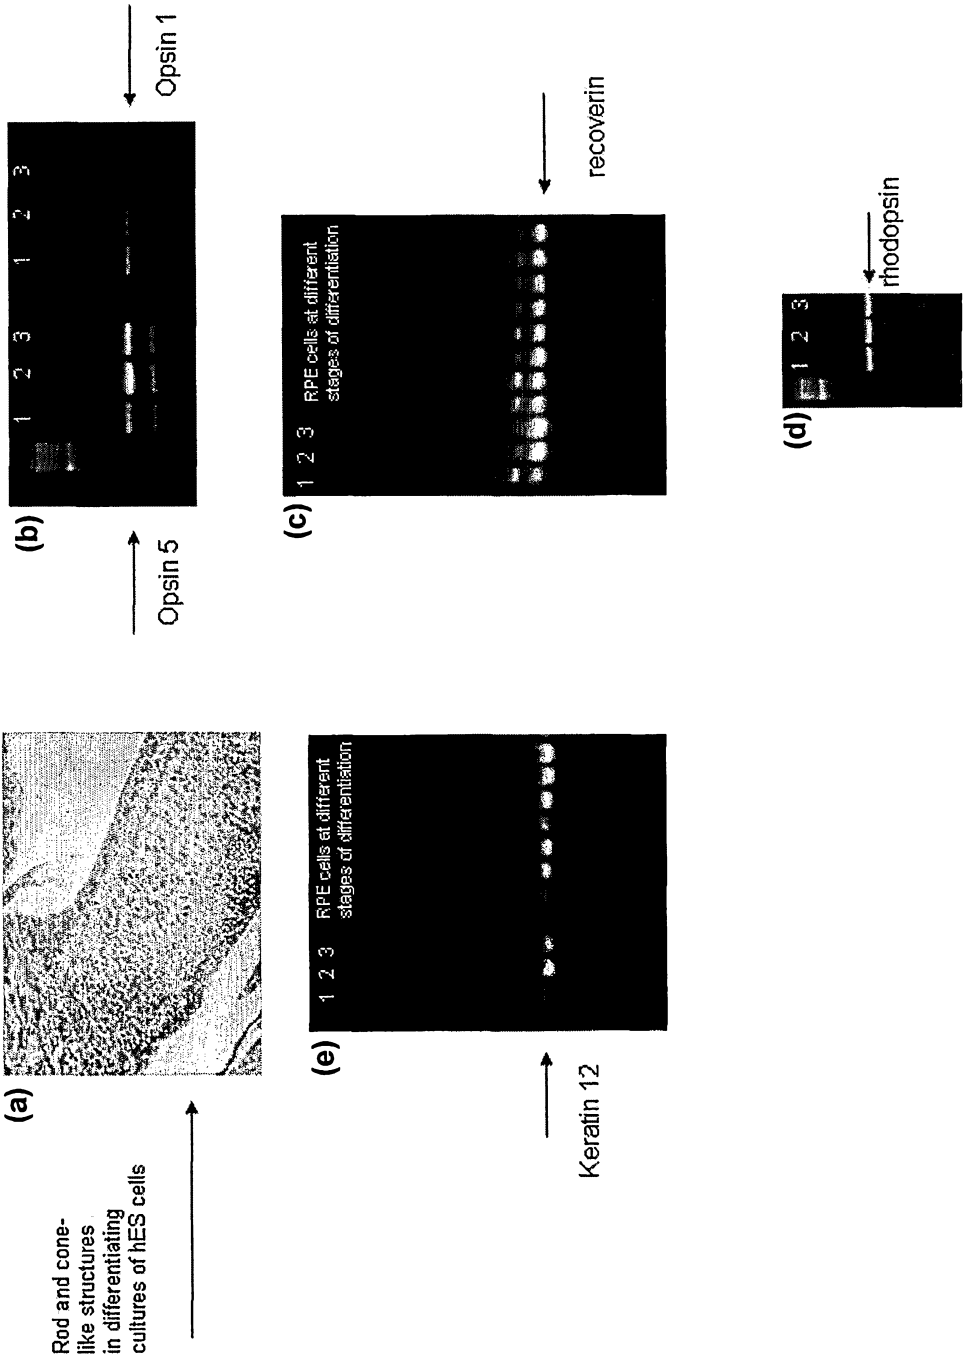 (a)
Rod and cone-
like structures
in differentiating
cultures of hES cells
(b)
1 2 3 1 2 3
Opsin 5
Opsin 1
(c)
1 2 3 RPE cells at different
stages of differentiation
recoverin
(d)
1 2 3
rhodopsin
(e)
1 2 3 RPE cells at different
stages of differentiation
Keratin 12